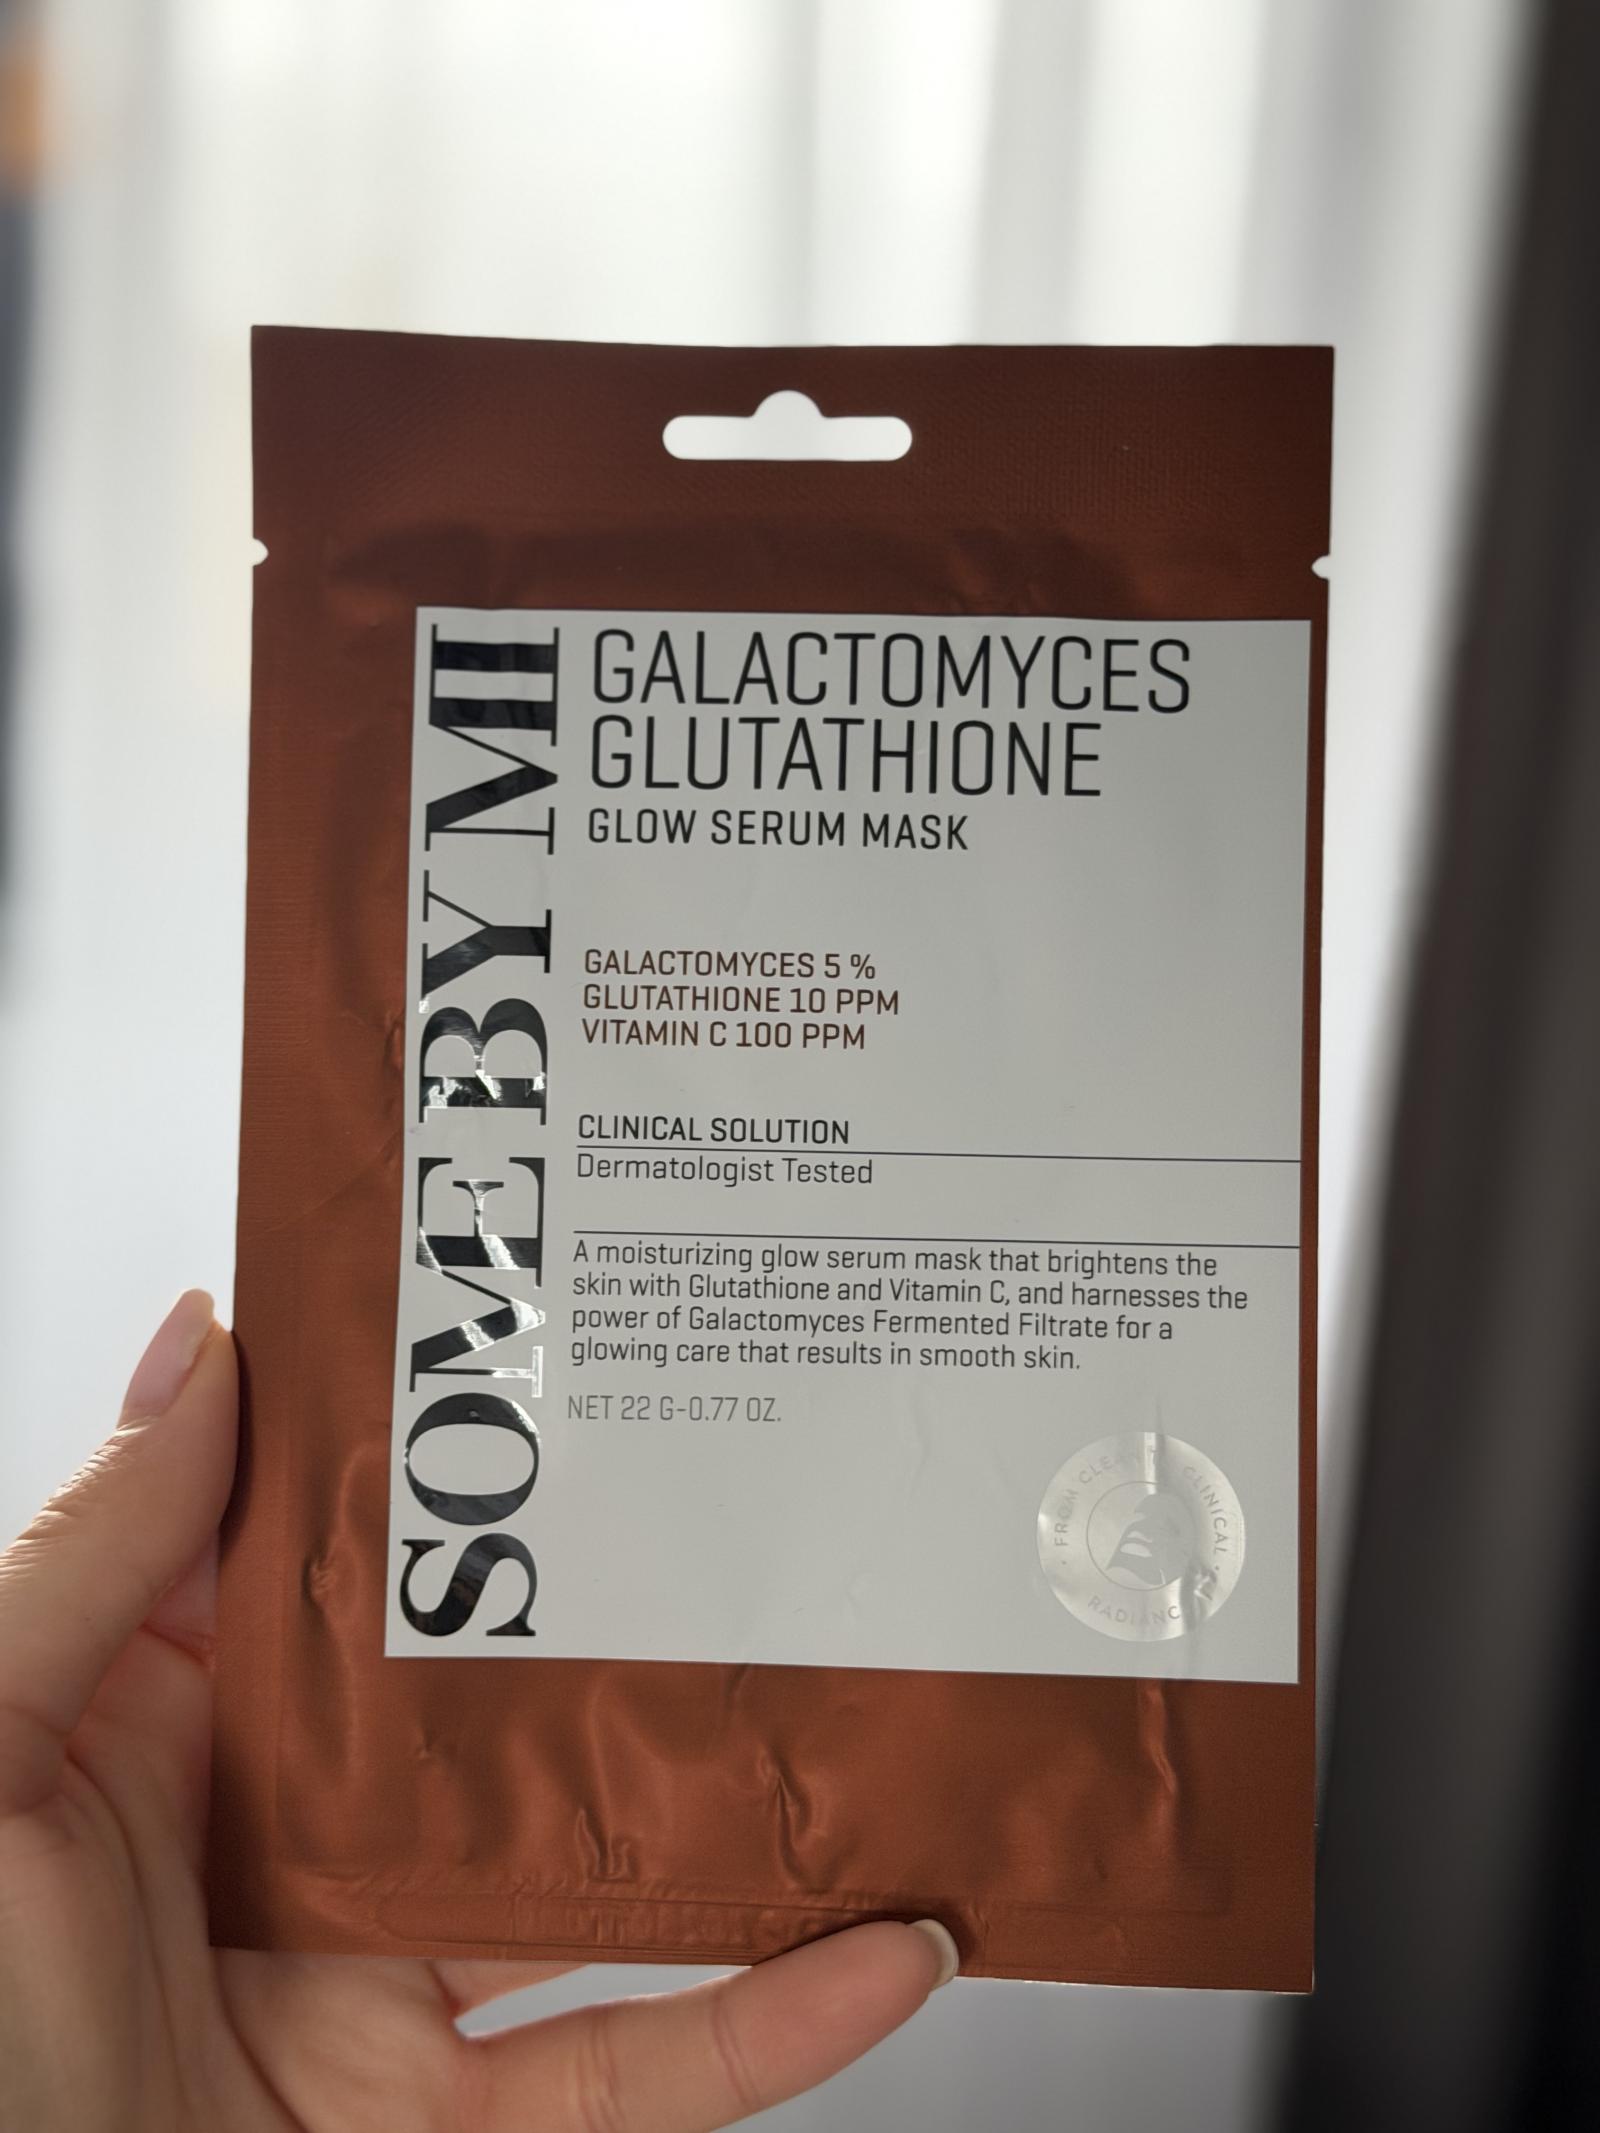 SOME BY MI
GALACTOMYCES
GLUTATHIONE
GLOW SERUM MASK
GALACTOMYCES 5 %
GLUTATHIONE 10 PPM
VITAMIN C 100 PPM
CLINICAL SOLUTION
Dermatologist Tested
A moisturizing glow serum mask that brightens the
skin with Glutathione and Vitamin C, and harnesses the
power of Galactomyces Fermented Filtrate for a
glowing care that results in smooth skin.
NET 22 G-0.77 OZ.
FROM CLINICAL